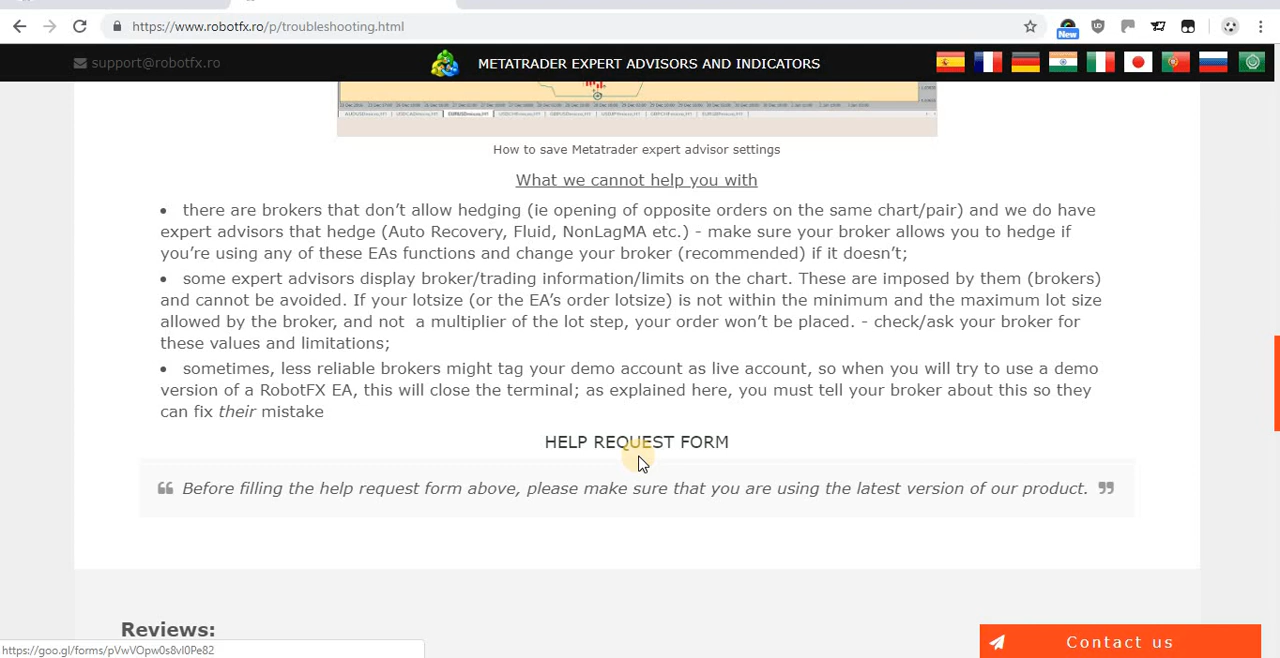 https://www.robotfx.ro/p/troubleshooting.html
New
support@robotfx.ro
METATRADER EXPERT ADVISORS AND INDICATORS
How to save Metatrader expert advisor settings
What we cannot help you with
• there are brokers that don’t allow hedging (ie opening of opposite orders on the same chart/pair) and we do have
expert advisors that hedge (Auto Recovery, Fluid, NonLagMA etc.) - make sure your broker allows you to hedge if
you’re using any of these EAs functions and change your broker (recommended) if it doesn’t;
• some expert advisors display broker/trading information/limits on the chart. These are imposed by them (brokers)
and cannot be avoided. If your lotsize (or the EA’s order lotsize) is not within the minimum and the maximum lot size
allowed by the broker, and not a multiplier of the lot step, your order won’t be placed. - check/ask your broker for
these values and limitations;
• sometimes, less reliable brokers might tag your demo account as live account, so when you will try to use a demo
version of a RobotFX EA, this will close the terminal; as explained here, you must tell your broker about this so they
can fix their mistake
HELP REQUEST FORM
“ Before filling the help request form above, please make sure that you are using the latest version of our product. ”
Reviews:
Contact us
https://goo.gl/forms/pVwVOpw0s8vI0Pe82